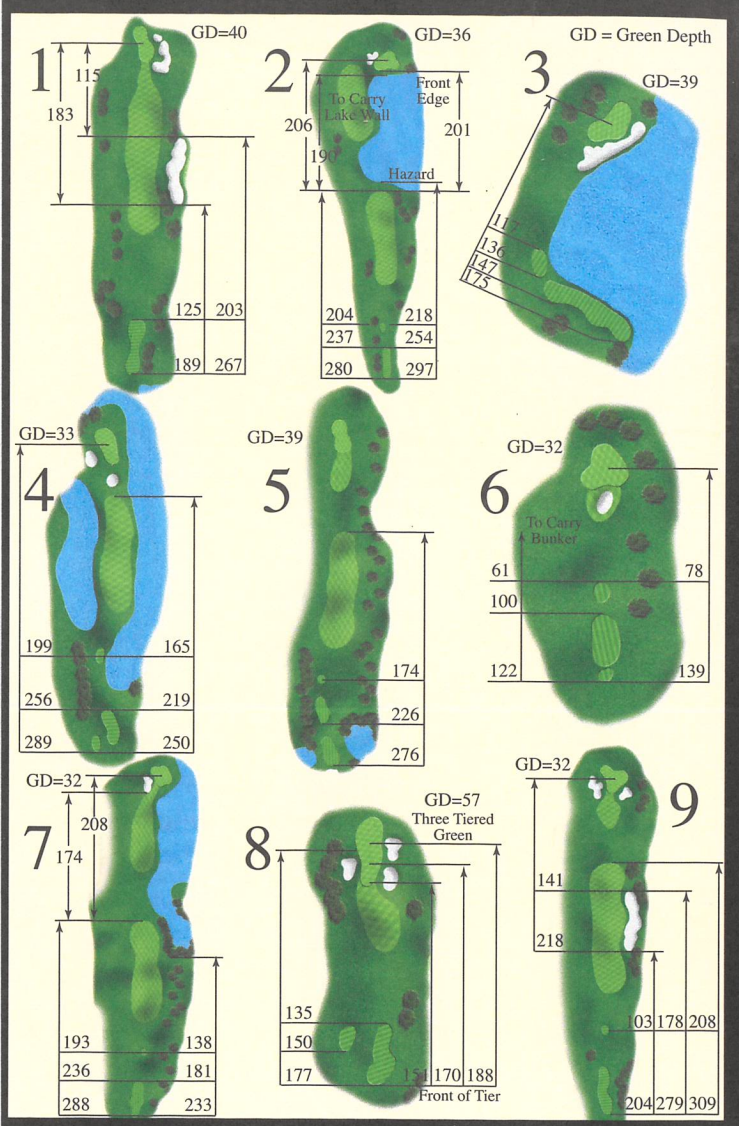 GD = Green Depth
1
GD=40
115
183
125 203
189 267
2
GD=36
Front
Edge
To Carry
Lake Wall
206
190
201
Hazard
204 218
237 254
280 297
3
GD=39
117
136
147
175
4
GD=33
199 165
256 219
289 250
5
GD=39
174
226
276
6
GD=32
To Carry
Bunker
61 78
100
122 139
7
GD=32
208
174
193 138
236 181
288 233
8
GD=57
Three Tiered
Green
135
150
177 151 170 188
Front of Tier
9
GD=32
141
218
103 178 208
204 279 309